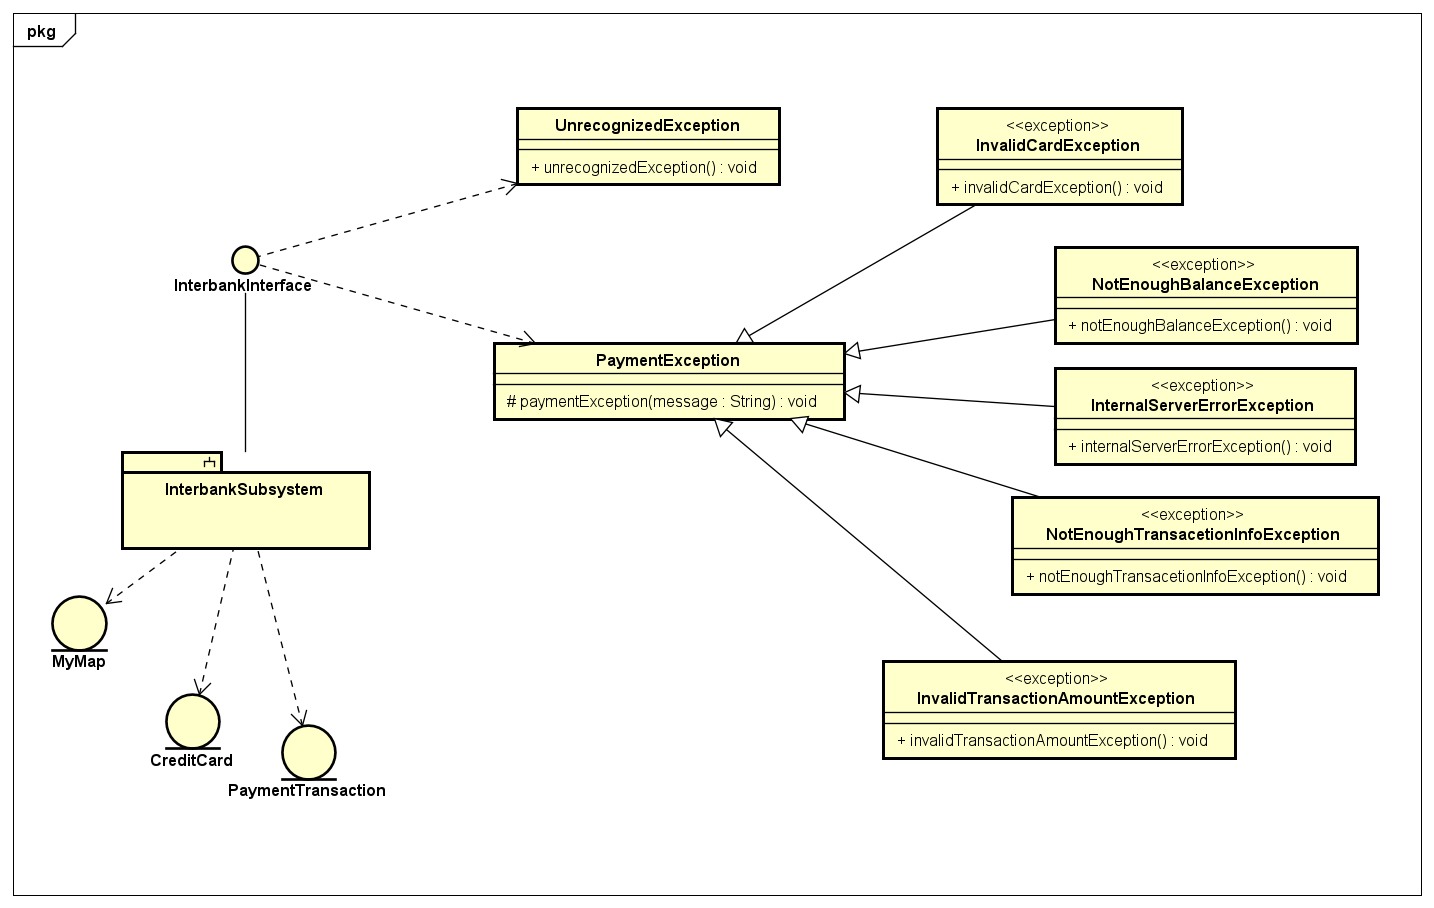 pkg
UnrecognizedException
+ unrecognizedException() : void
<<exception>>
InvalidCardException
+ invalidCardException() : void
InterbankInterface
<<exception>>
NotEnoughBalanceException
+ notEnoughBalanceException() : void
PaymentException
# paymentException(message : String) : void
<<exception>>
InternalServerErrorException
+ internalServerErrorException() : void
InterbankSubsystem
<<exception>>
NotEnoughTransacetionInfoException
+ notEnoughTransacetionInfoException() : void
MyMap
<<exception>>
InvalidTransactionAmountException
+ invalidTransactionAmountException() : void
CreditCard
PaymentTransaction